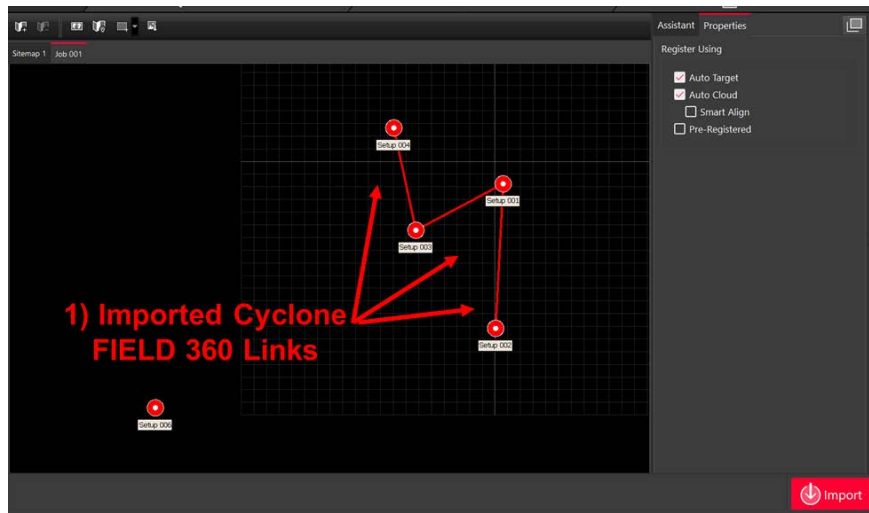 Assistant Properties
Sitemap 1 Job 001
Register Using
Auto Target
Auto Cloud
Smart Align
Pre-Registered
Setup 004
Setup 001
Setup 003
1) Imported Cyclone
FIELD 360 Links
Setup 002
Setup 006
Import